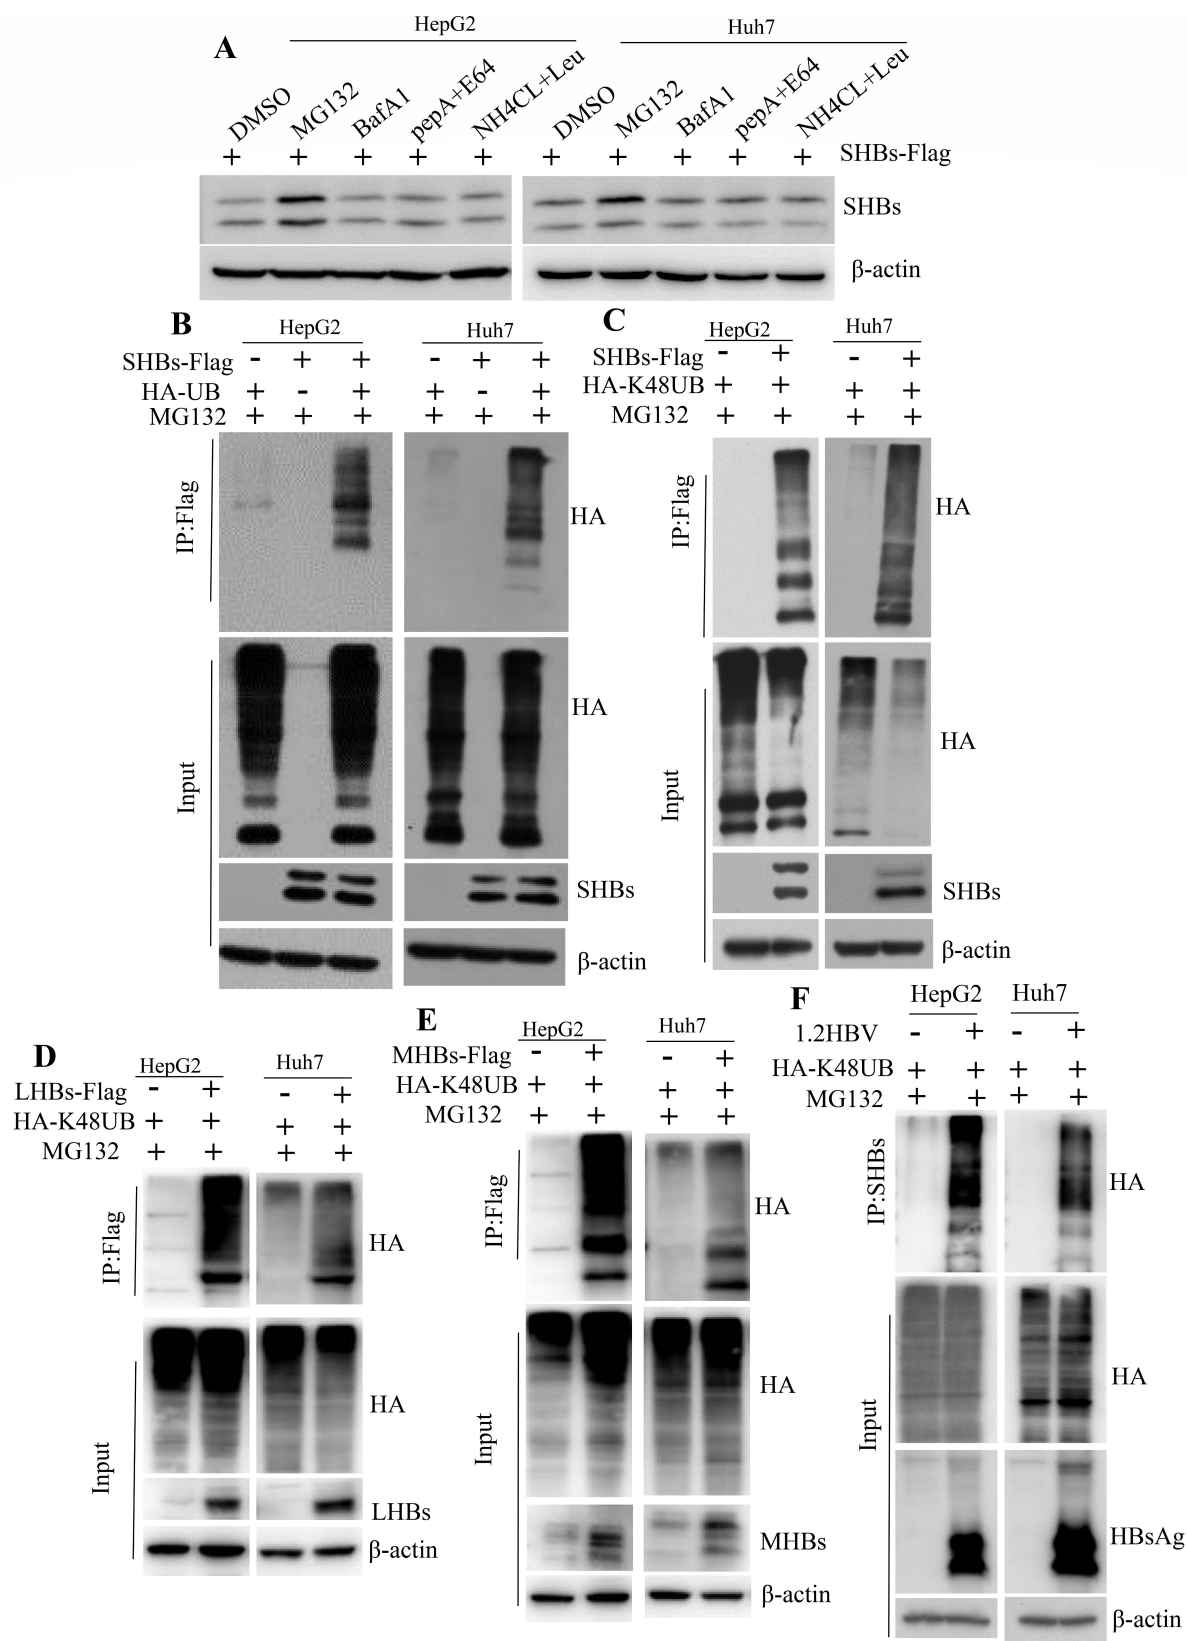 A
HepG2 Huh7
DMSO MG132 BafA1 pepA+E64 NH4CL+Leu DMSO MG132 BafA1 pepA+E64 NH4CL+Leu
+ + + + + + + + + + SHBs-Flag
SHBs
β-actin
B
HepG2 Huh7
SHBs-Flag - + + - + +
HA-UB + - + + - +
MG132 + + + + + +
IP:Flag
HA
Input
HA
SHBs
β-actin
C
HepG2 Huh7
SHBs-Flag - + - +
HA-K48UB + + + +
MG132 + + + +
IP:Flag
HA
Input
HA
SHBs
β-actin
D
HepG2 Huh7
LHBs-Flag - + - +
HA-K48UB + + + +
MG132 + + + +
IP:Flag
HA
Input
HA
LHBs
β-actin
E
HepG2 Huh7
MHBs-Flag - + - +
HA-K48UB + + + +
MG132 + + + +
IP:Flag
HA
Input
HA
MHBs
β-actin
F
HepG2 Huh7
1.2HBV - + - +
HA-K48UB + + + +
MG132 + + + +
IP:SHBs
HA
Input
HA
HBsAg
β-actin